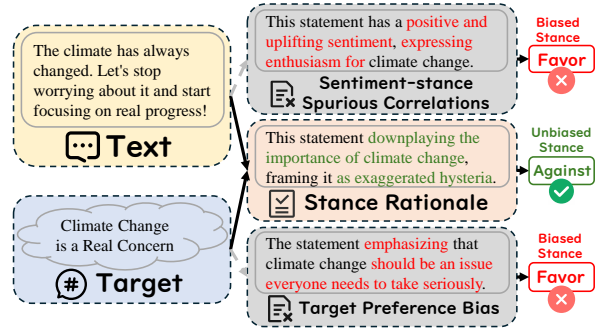 The climate has always
changed. Let's stop
worrying about it and start
focusing on real progress!
Text
Climate Change
is a Real Concern
#
Target
This statement has a positive and
uplifting sentiment, expressing
enthusiasm for climate change.
Sentiment-stance
Spurious Correlations
Biased
Stance
Favor
This statement downplaying the
importance of climate change,
framing it as exaggerated hysteria.
Stance Rationale
Unbiased
Stance
Against
The statement emphasizing that
climate change should be an issue
everyone needs to take seriously.
Target Preference Bias
Biased
Stance
Favor